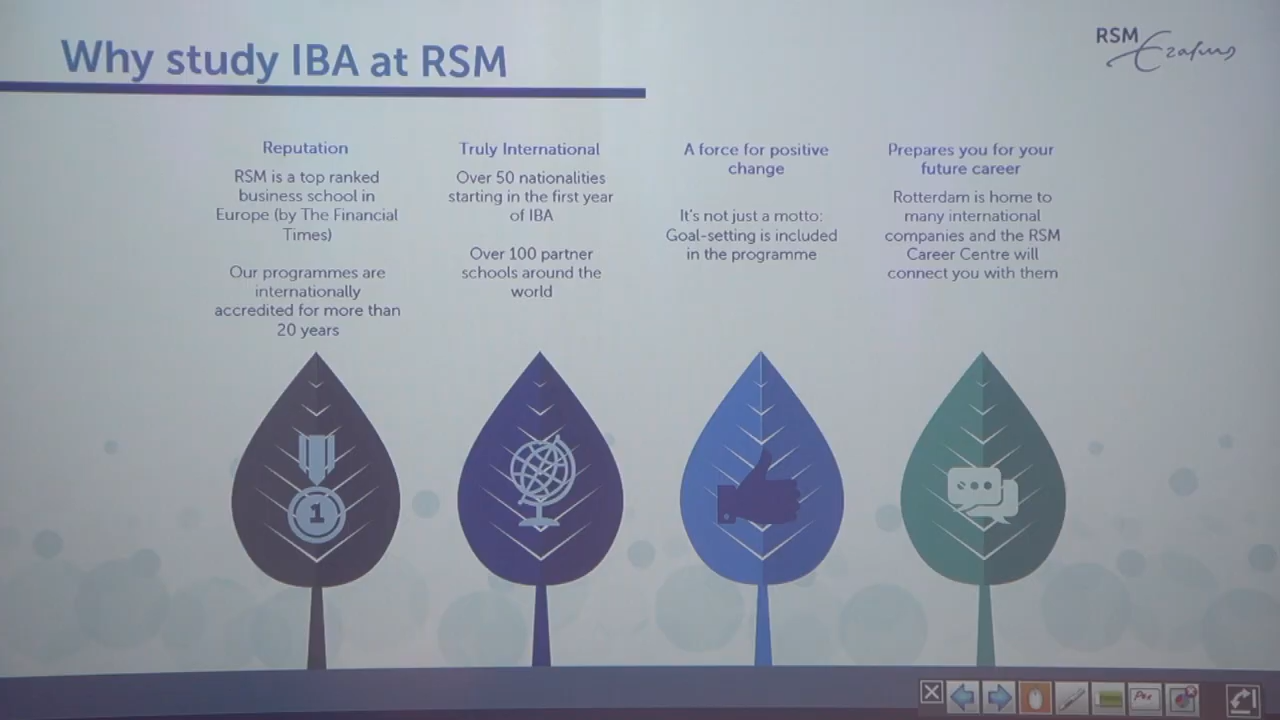 Why study IBA at RSM
RSM
Erasmus
Reputation
RSM is a top ranked
business school in
Europe (by The Financial
Times)
Our programmes are
internationally
accredited for more than
20 years
Truly International
Over 50 nationalities
starting in the first year
of IBA
Over 100 partner
schools around the
world
A force for positive
change
It's not just a motto:
Goal-setting is included
in the programme
Prepares you for your
future career
Rotterdam is home to
many international
companies and the RSM
Career Centre will
connect you with them
1